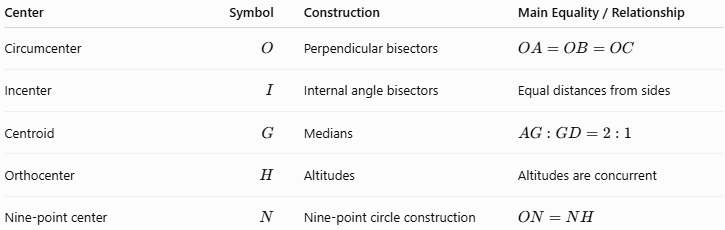 Center Symbol Construction Main Equality / Relationship
Circumcenter O Perpendicular bisectors OA = OB = OC
Incenter I Internal angle bisectors Equal distances from sides
Centroid G Medians AG : GD = 2 : 1
Orthocenter H Altitudes Altitudes are concurrent
Nine-point center N Nine-point circle construction ON = NH